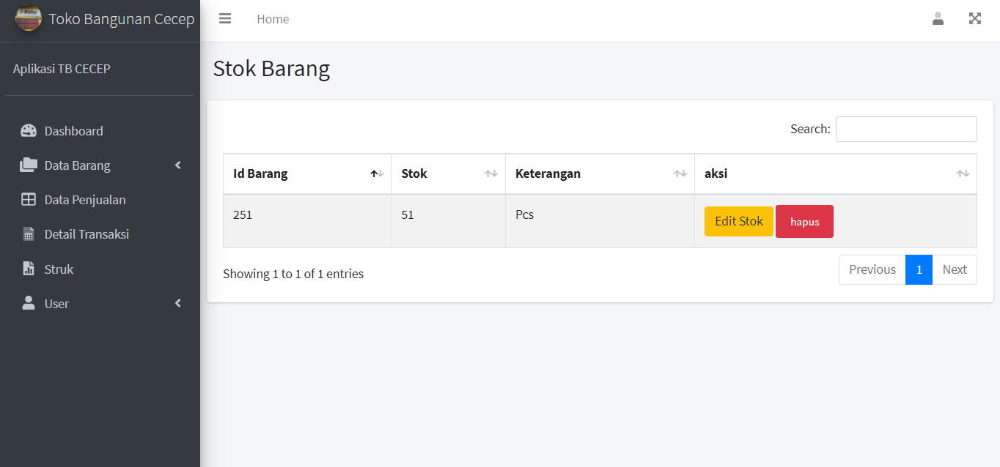 Toko Bangunan Cecep
Home
Aplikasi TB CECEP
Dashboard
Data Barang
Data Penjualan
Detail Transaksi
Struk
User
Stok Barang
Search:
Id Barang Stok Keterangan aksi
251 51 Pcs Edit Stok hapus
Showing 1 to 1 of 1 entries
Previous 1 Next